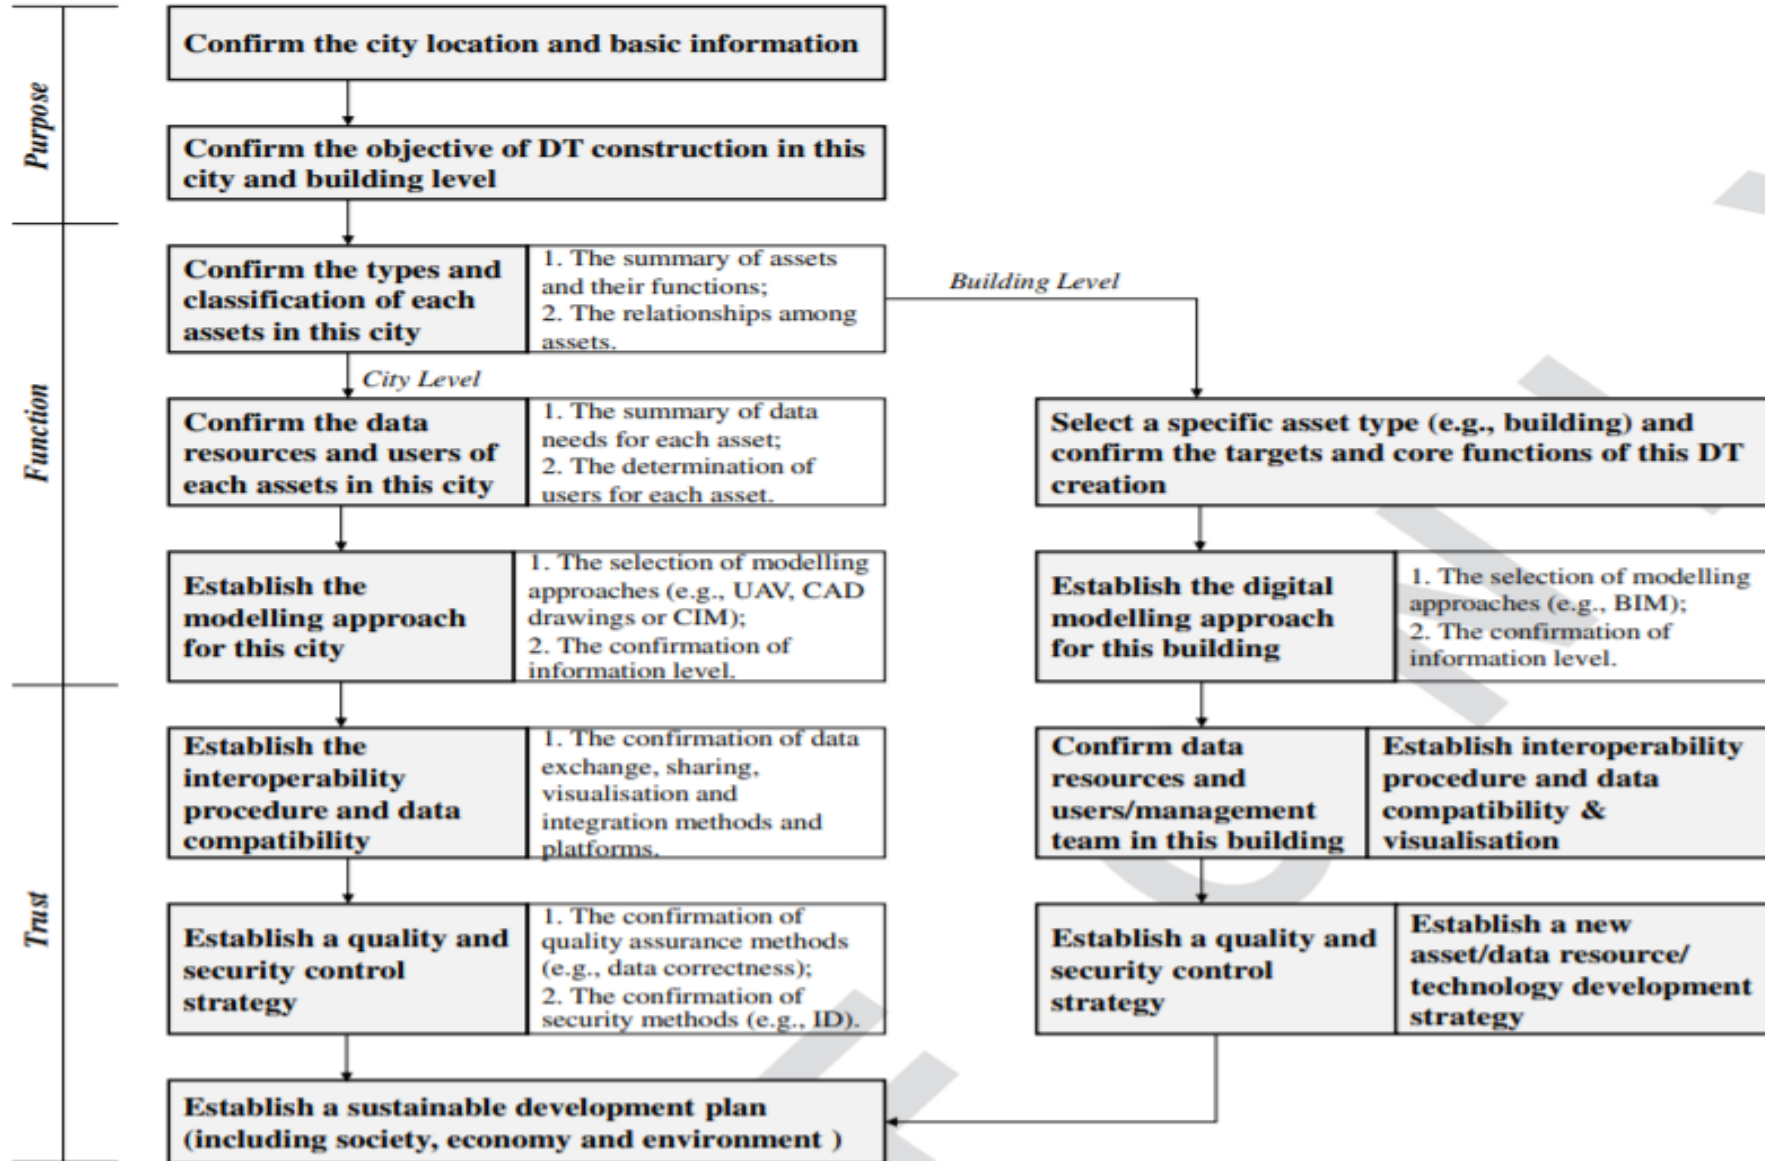 Purpose
Confirm the city location and basic information
Confirm the objective of DT construction in this
city and building level
Function
Confirm the types and
classification of each
assets in this city
1. The summary of assets
and their functions;
2. The relationships among
assets.
Building Level
City Level
Confirm the data
resources and users of
each assets in this city
1. The summary of data
needs for each asset;
2. The determination of
users for each asset.
Select a specific asset type (e.g., building) and
confirm the targets and core functions of this DT
creation
Establish the
modelling approach
for this city
1. The selection of modelling
approaches (e.g., UAV, CAD
drawings or CIM);
2. The confirmation of
information level.
Establish the digital
modelling approach
for this building
1. The selection of modelling
approaches (e.g., BIM);
2. The confirmation of
information level.
Trust
Establish the
interoperability
procedure and data
compatibility
1. The confirmation of data
exchange, sharing,
visualisation and
integration methods and
platforms.
Confirm data
resources and
users/management
team in this building
Establish interoperability
procedure and data
compatibility &
visualisation
Establish a quality and
security control
strategy
1. The confirmation of
quality assurance methods
(e.g., data correctness);
2. The confirmation of
security methods (e.g., ID).
Establish a quality and
security control
strategy
Establish a new
asset/data resource/
technology development
strategy
Establish a sustainable development plan
(including society, economy and environment )